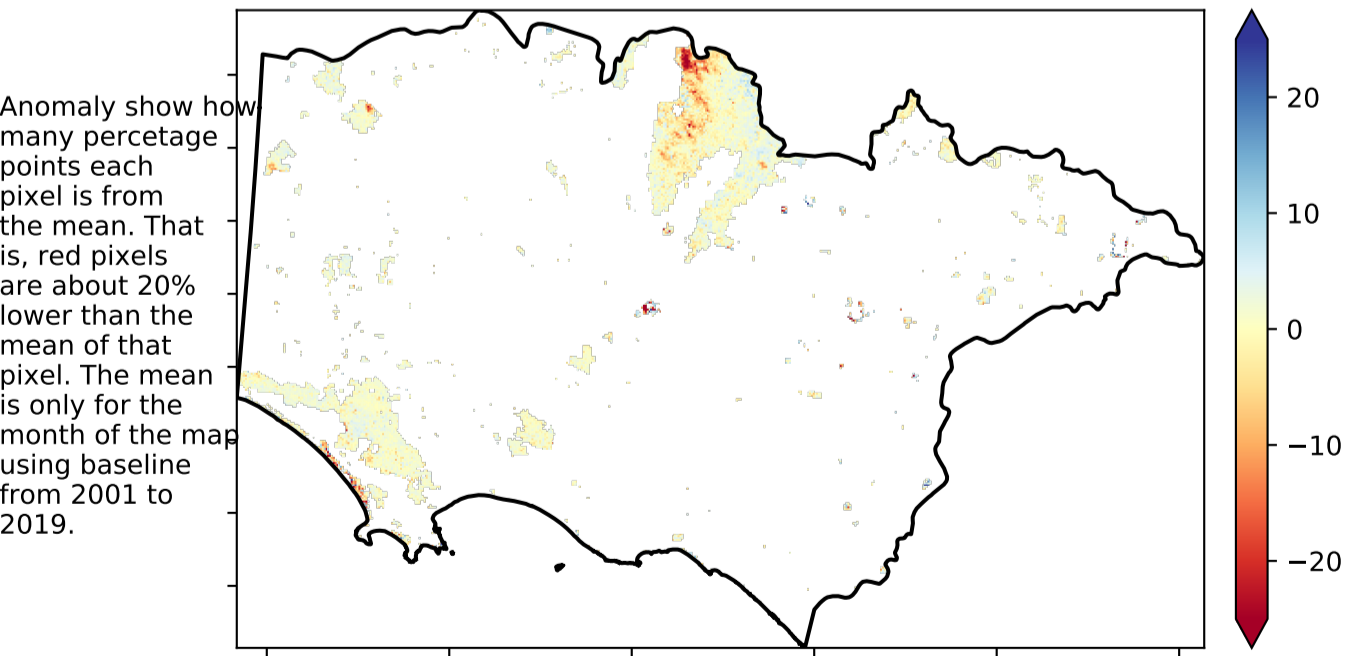 Anomaly show how
many percetage
points each
pixel is from
the mean. That
is, red pixels
are about 20%
lower than the
mean of that
pixel. The mean
is only for the
month of the map
using baseline
from 2001 to
2019.
20
10
0
−10
−20